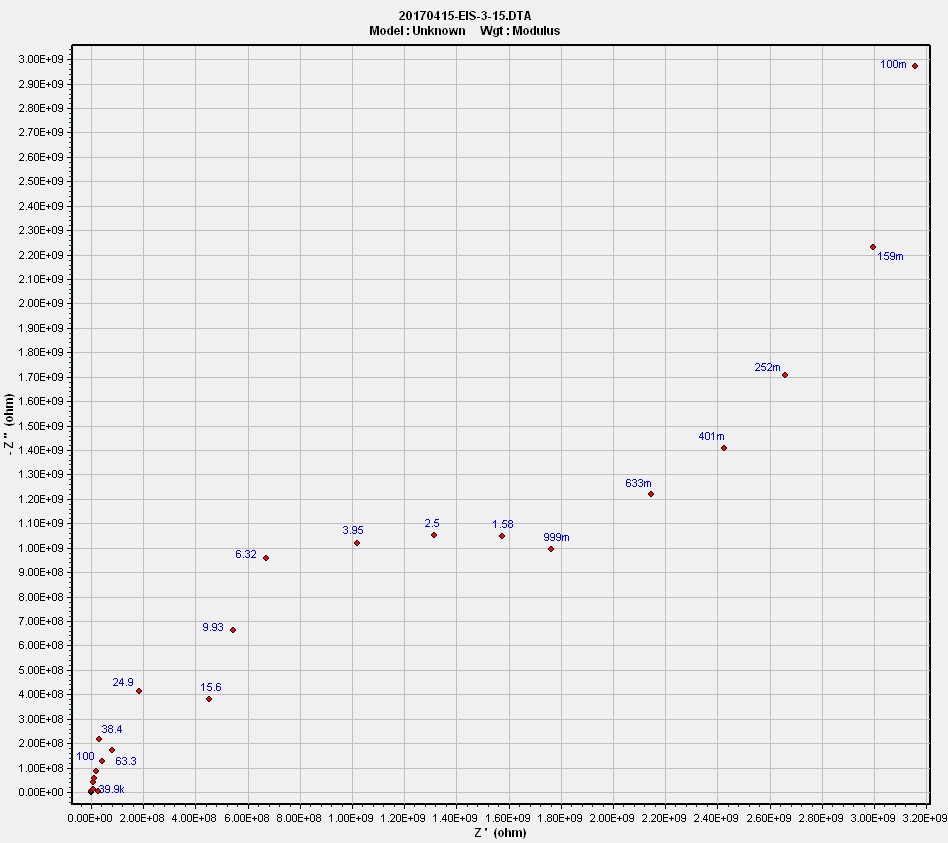 20170415-EIS-3-15.DTA
Model : Unknown Wgt : Modulus
3.00E+09
2.90E+09
2.80E+09
2.70E+09
2.60E+09
2.50E+09
2.40E+09
2.30E+09
2.20E+09
2.10E+09
2.00E+09
1.90E+09
1.80E+09
1.70E+09
1.60E+09
1.50E+09
1.40E+09
1.30E+09
1.20E+09
1.10E+09
1.00E+09
9.00E+08
8.00E+08
7.00E+08
6.00E+08
5.00E+08
4.00E+08
3.00E+08
2.00E+08
1.00E+08
0.00E+00
- Z '' (ohm)
100m
159m
252m
401m
633m
999m
1.58
2.5
3.95
6.32
9.93
15.6
24.9
38.4
63.3
100
39.9k
0.00E+00 2.00E+08 4.00E+08 6.00E+08 8.00E+08 1.00E+09 1.20E+09 1.40E+09 1.60E+09 1.80E+09 2.00E+09 2.20E+09 2.40E+09 2.60E+09 2.80E+09 3.00E+09 3.20E+09
Z ' (ohm)